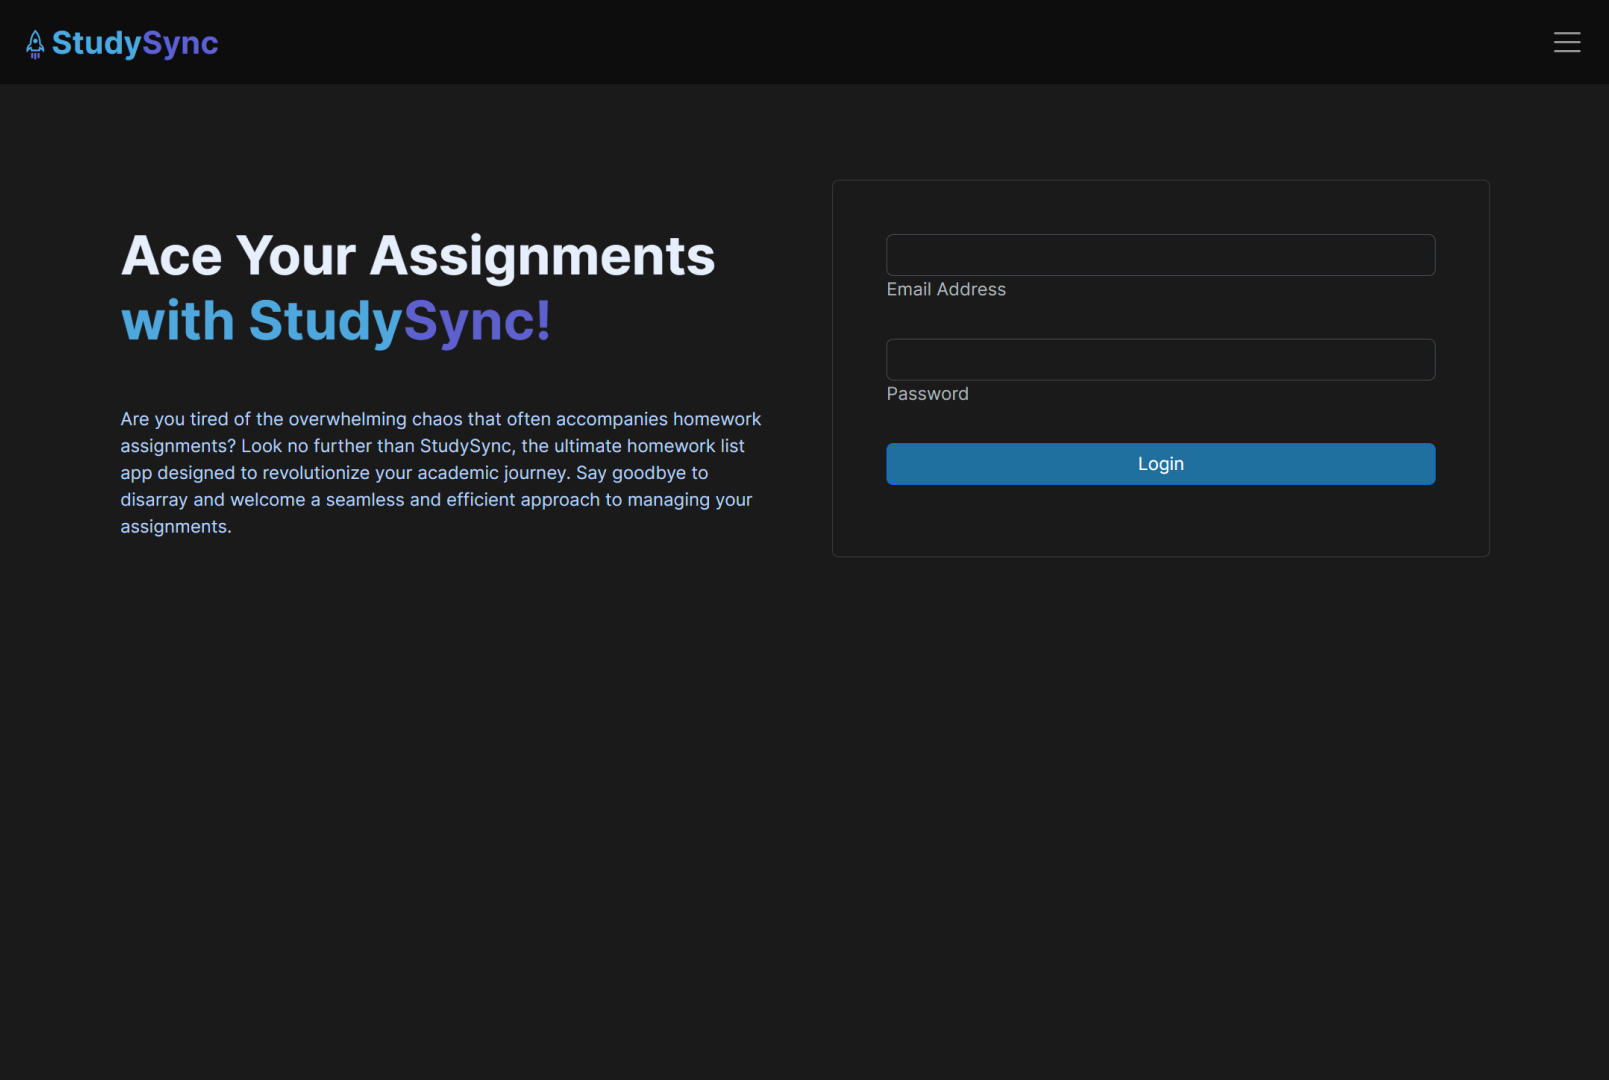 StudySync
Ace Your Assignments
with StudySync!
Are you tired of the overwhelming chaos that often accompanies homework
assignments? Look no further than StudySync, the ultimate homework list
app designed to revolutionize your academic journey. Say goodbye to
disarray and welcome a seamless and efficient approach to managing your
assignments.
Email Address
Password
Login